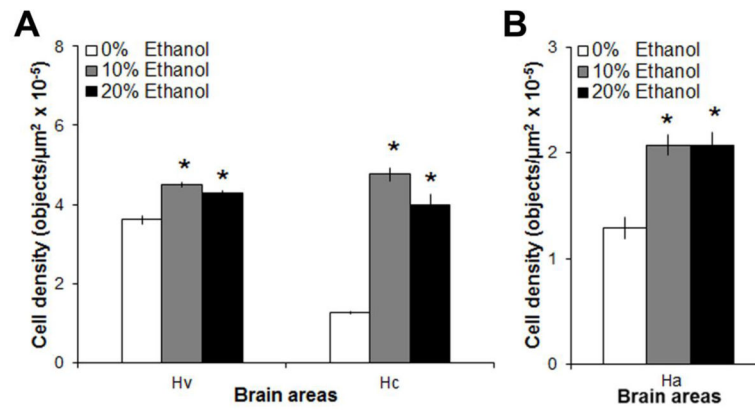 A
Cell density (objects/µm² x 10⁻⁵)
8
6
4
2
0
0% Ethanol
10% Ethanol
20% Ethanol
*
*
*
*
Hv
Hc
Brain areas
B
Cell density (objects/µm² x 10⁻⁵)
3
2
1
0
0% Ethanol
10% Ethanol
20% Ethanol
*
*
Ha
Brain areas